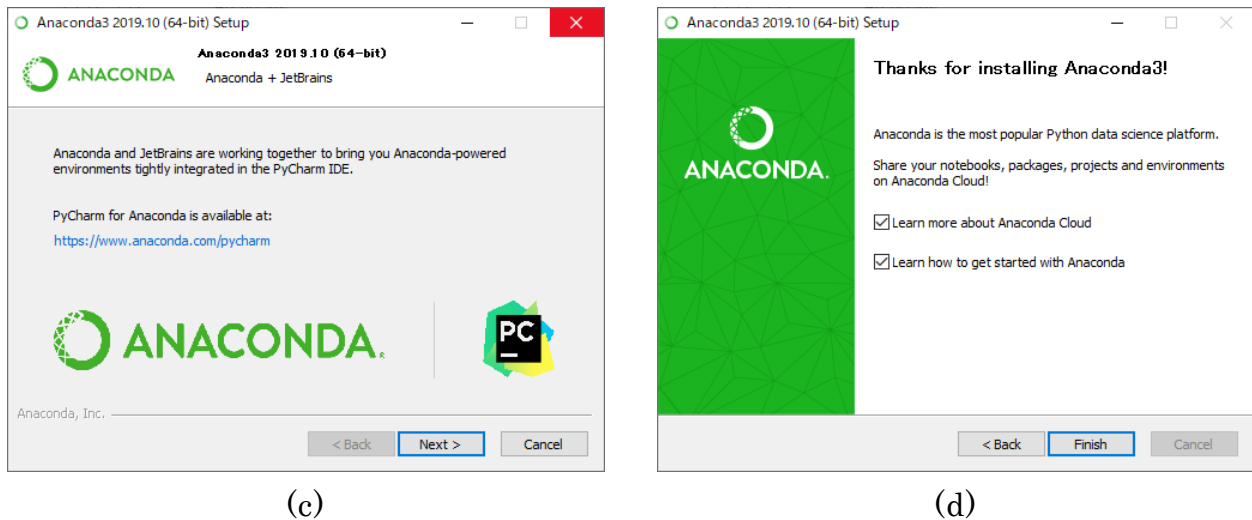 Anaconda3 2019.10 (64-bit) Setup
ANACONDA
Anaconda3 2019.10 (64-bit)
Anaconda + JetBrains
Anaconda and JetBrains are working together to bring you Anaconda-powered
environments tightly integrated in the PyCharm IDE.
PyCharm for Anaconda is available at:
https://www.anaconda.com/pycharm
ANACONDA.
PC
Anaconda, Inc.
< Back
Next >
Cancel
(c)
Anaconda3 2019.10 (64-bit) Setup
ANACONDA.
Thanks for installing Anaconda3!
Anaconda is the most popular Python data science platform.
Share your notebooks, packages, projects and environments
on Anaconda Cloud!
Learn more about Anaconda Cloud
Learn how to get started with Anaconda
< Back
Finish
Cancel
(d)